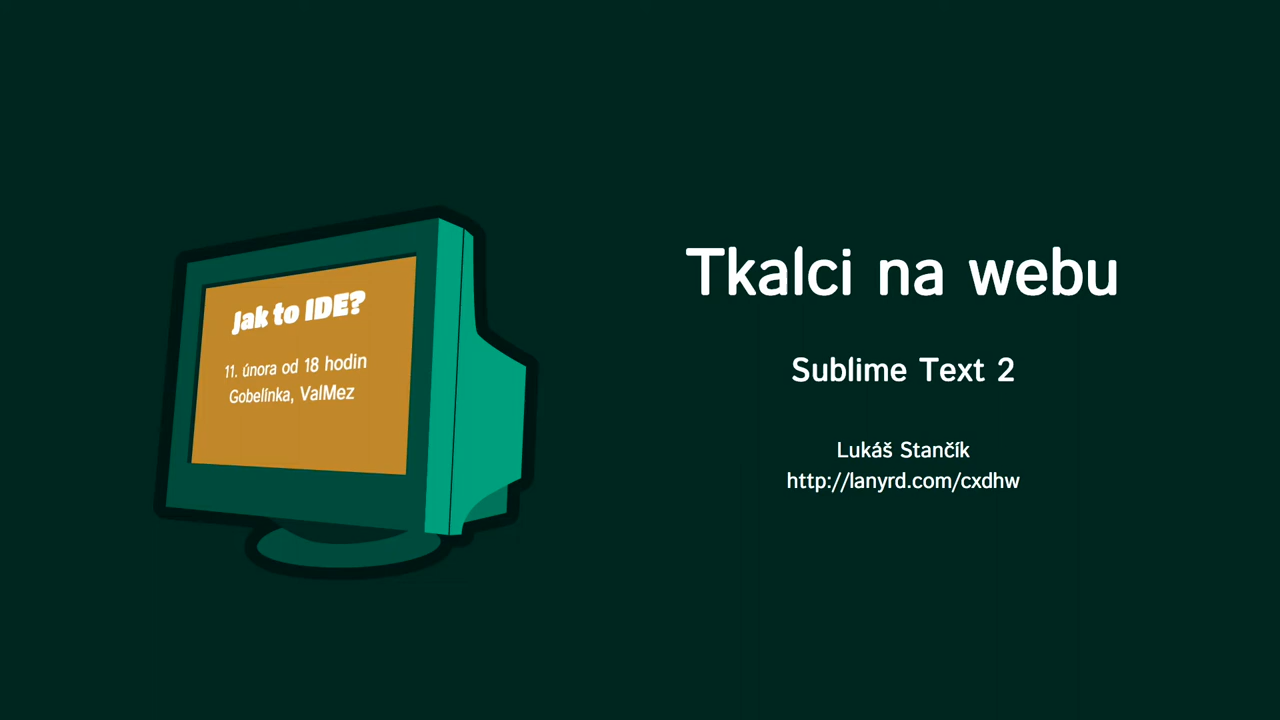 Jak to IDE?
11. února od 18 hodin
Gobelínka, ValMez
Tkalci na webu
Sublime Text 2
Lukáš Stančík
http://lanyrd.com/cxdhw